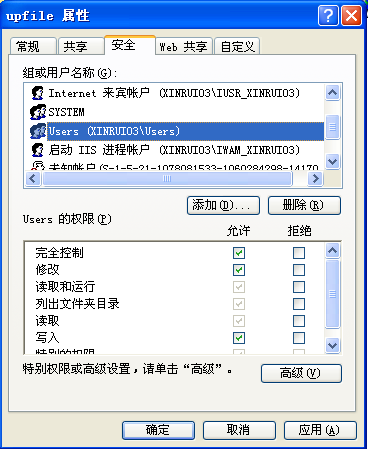 upfile 属性
常规 共享 安全 Web 共享 自定义
组或用户名称(G):
Internet 来宾帐户 (XINRUI03\IUSR_XINRUI03)
SYSTEM
Users (XINRUI03\Users)
启动 IIS 进程帐户 (XINRUI03\IWAM_XINRUI03)
未知帐户(S-1-5-21-1078081533-1060284298-14170
添加(D)... 删除(R)
Users 的权限(P) 允许 拒绝
完全控制
修改
读取和运行
列出文件夹目录
读取
写入
特别的权限
特别权限或高级设置，请单击“高级”。 高级(V)
确定 取消 应用(A)